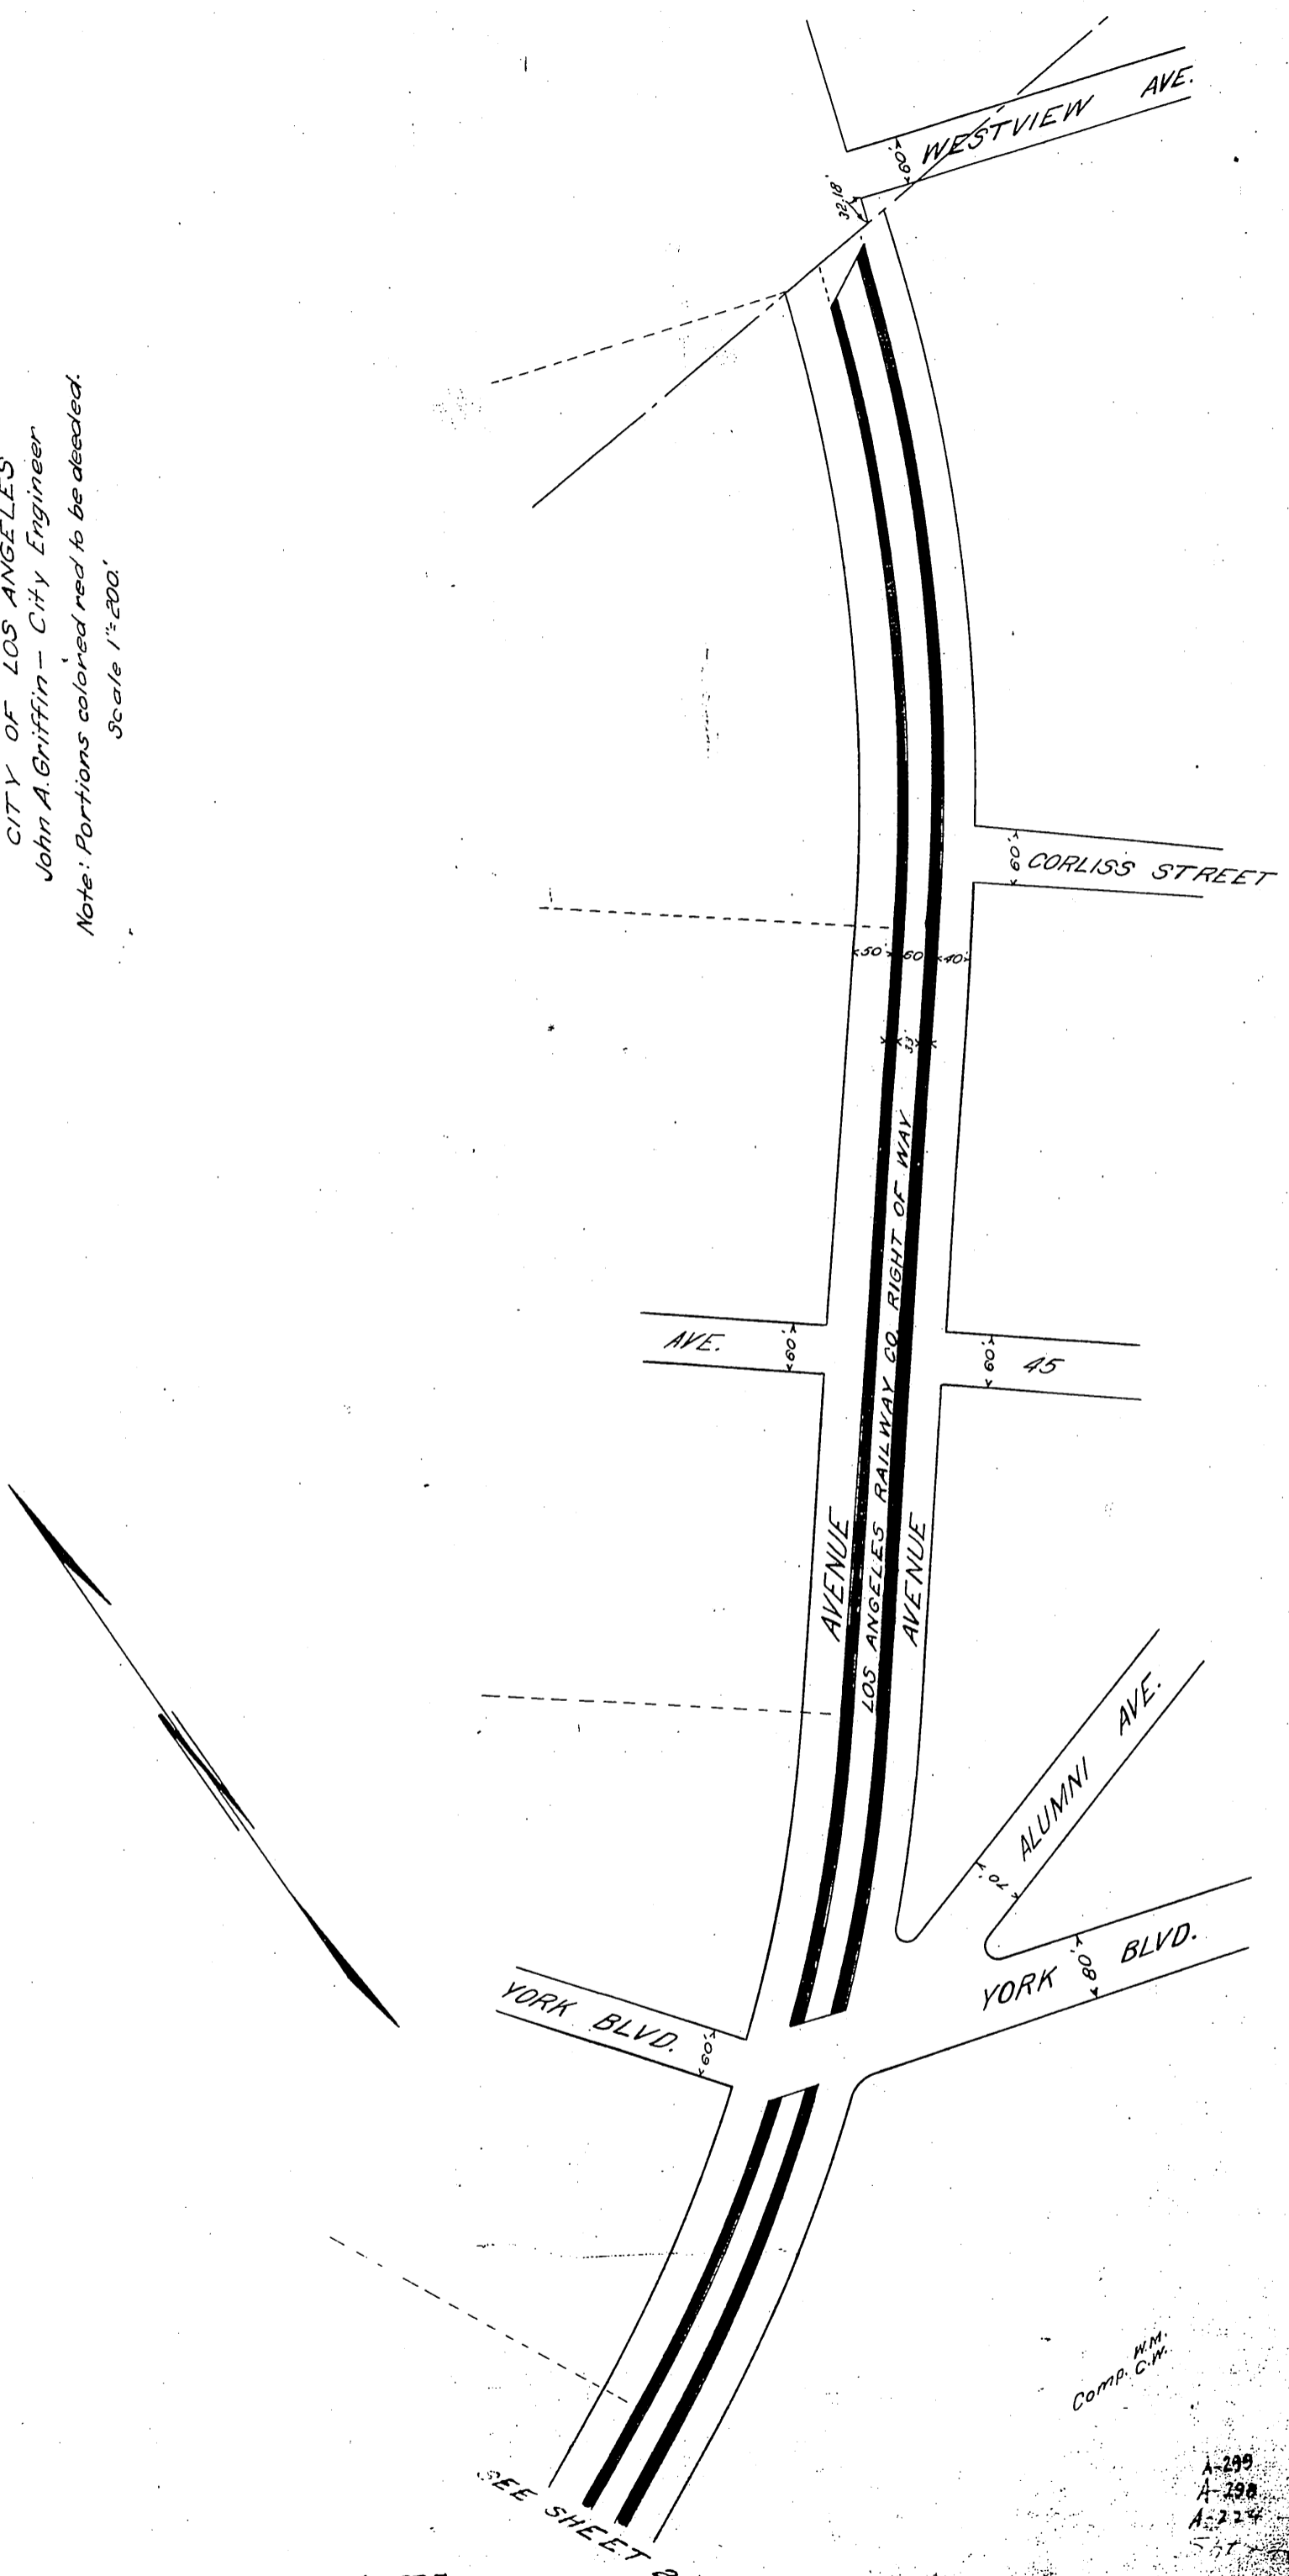 CITY OF LOS ANGELES
John A. Griffin - City Engineer
Note: Portions colored red to be deeded.
Scale 1"=200'.
WESTVIEW AVE.
60'
32.18'
60'
CORLISS STREET
50' 60 40'
33'
LOS ANGELES RAILWAY CO. RIGHT OF WAY
AVE.
60'
60'
45
AVENUE
AVENUE
ALUMNI AVE.
70'
YORK BLVD.
80'
YORK BLVD.
60'
SEE SHEET 2
Comp. W.M.
C.W.
A-299
A-298
A-224